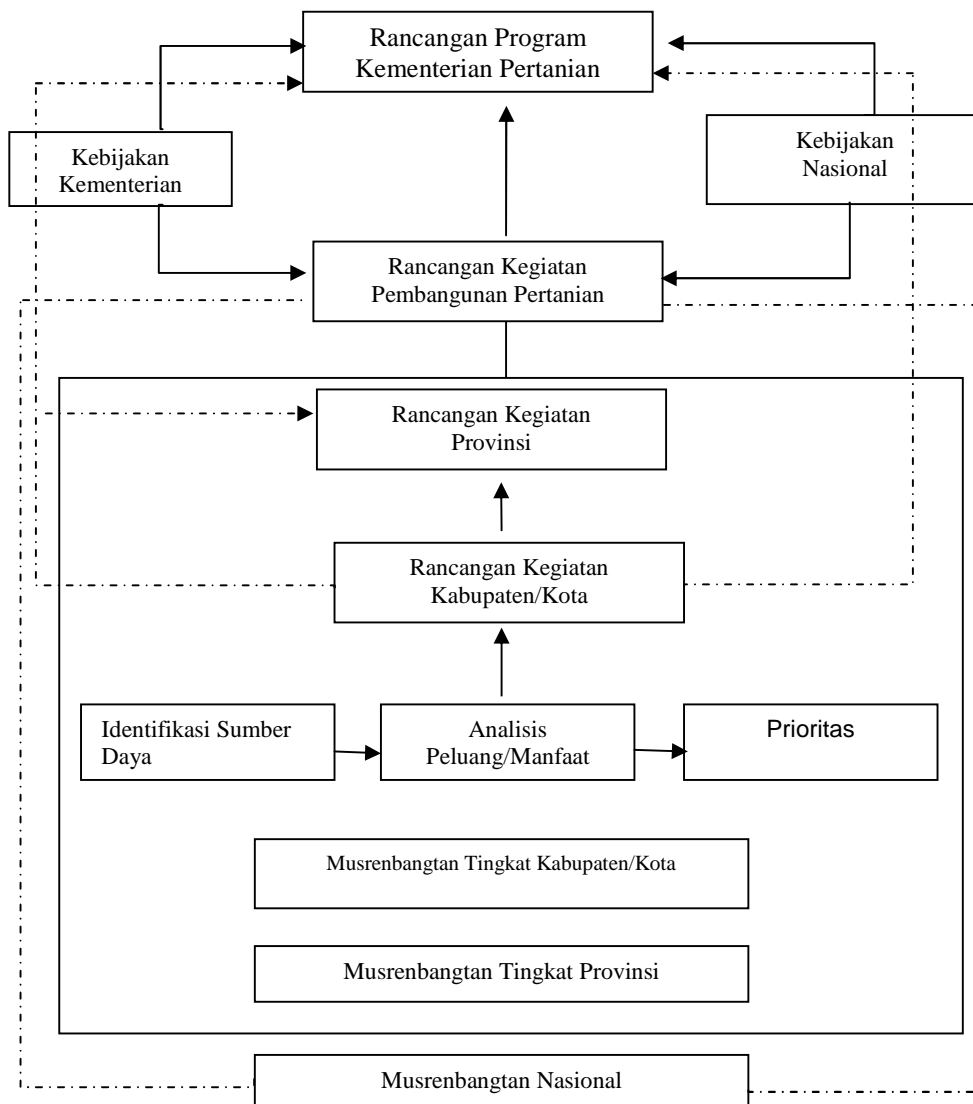 Rancangan Program
Kementerian Pertanian
Kebijakan
Kementerian
Kebijakan
Nasional
Rancangan Kegiatan
Pembangunan Pertanian
Rancangan Kegiatan
Provinsi
Rancangan Kegiatan
Kabupaten/Kota
Identifikasi Sumber
Daya
Analisis
Peluang/Manfaat
Prioritas
Musrenbangtan Tingkat Kabupaten/Kota
Musrenbangtan Tingkat Provinsi
Musrenbangtan Nasional